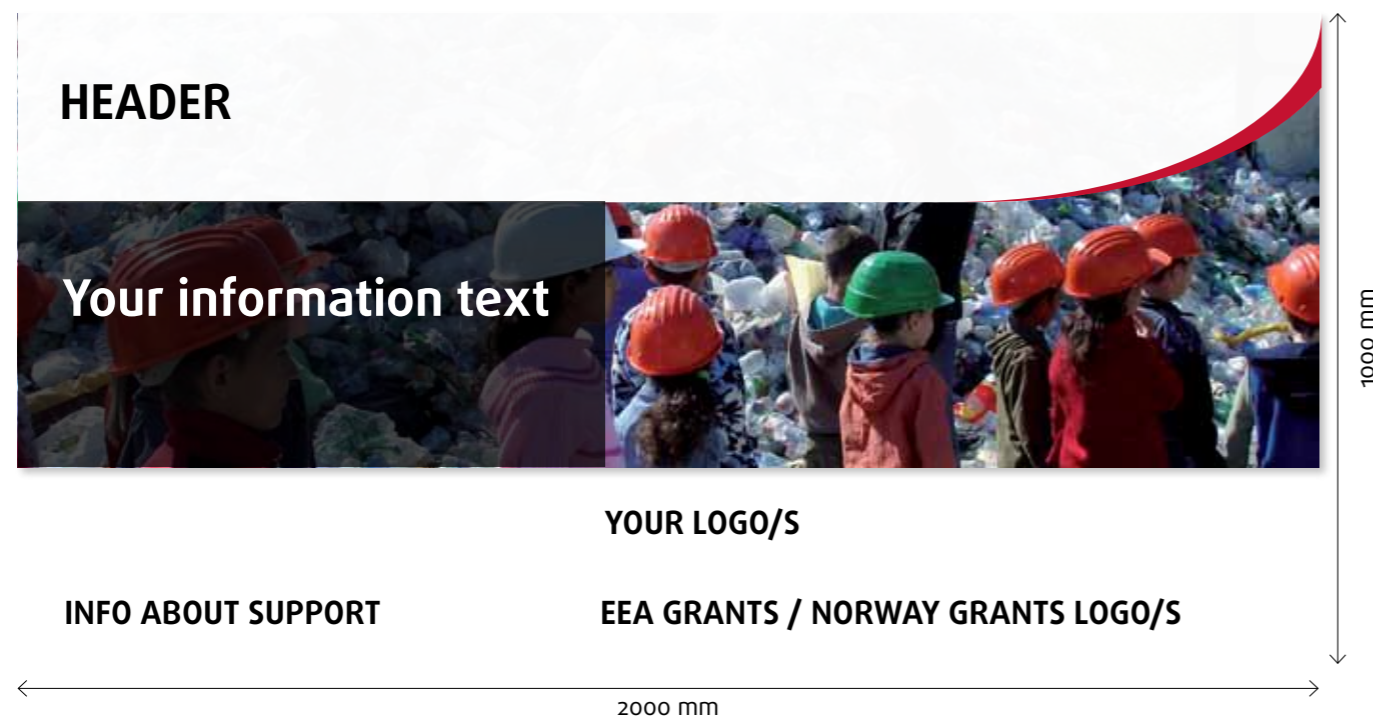 HEADER
Your information text
YOUR LOGO/S
INFO ABOUT SUPPORT
EEA GRANTS / NORWAY GRANTS LOGO/S
1000 mm
2000 mm